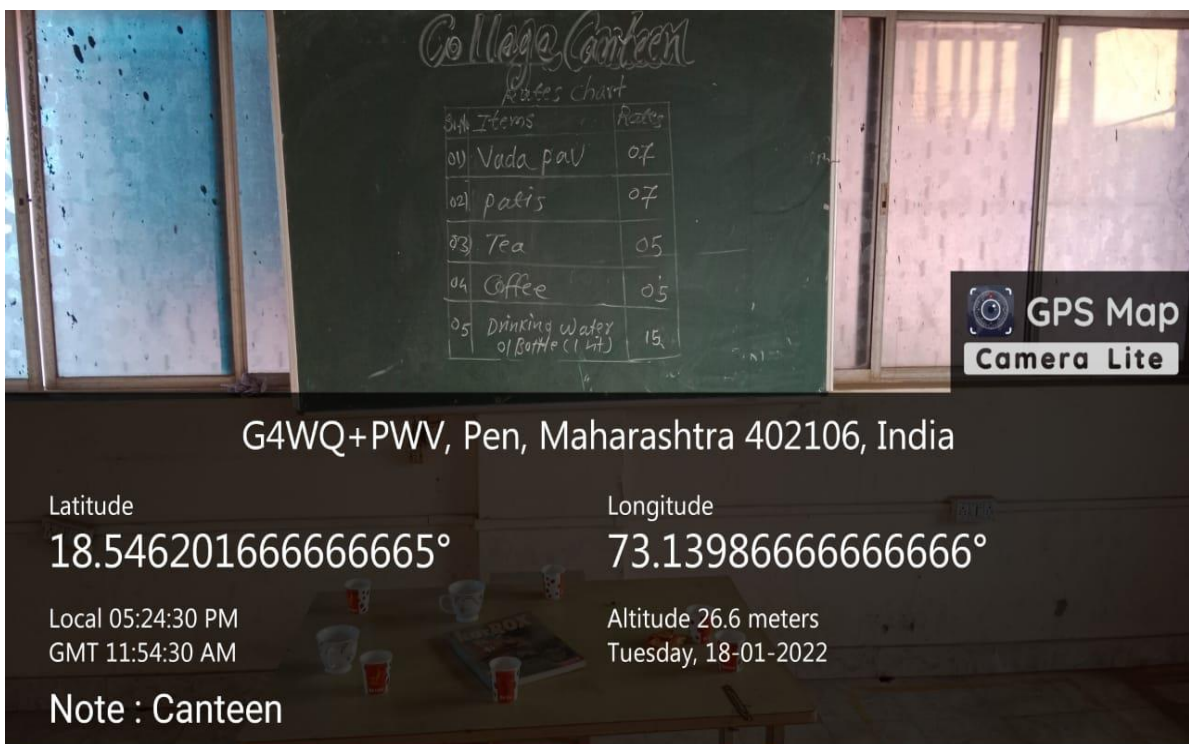 College Canteen
Rates Chart
Items Rates
01) Vada pav 07
02) patis 07
03) Tea 05
04 Coffee 05
05 Drinking water 15
01 Bottle (1 lit)
GPS Map
Camera Lite
G4WQ+PWV, Pen, Maharashtra 402106, India
Latitude
18.546201666666665°
Longitude
73.13986666666666°
Local 05:24:30 PM
GMT 11:54:30 AM
Altitude 26.6 meters
Tuesday, 18-01-2022
Note : Canteen